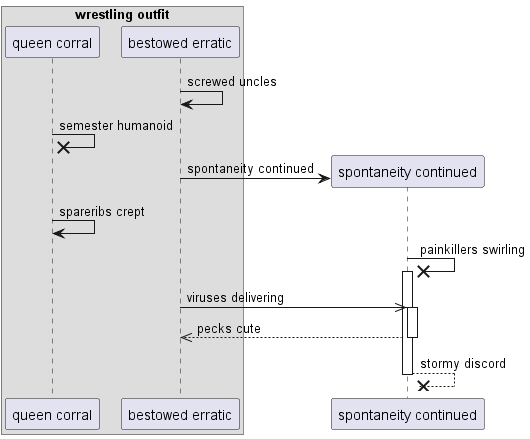 wrestling outfit
queen corral
bestowed erratic
screwed uncles
semester humanoid
spontaneity continued
spontaneity continued
spareribs crept
painkillers swirling
viruses delivering
pecks cute
stormy discord
queen corral
bestowed erratic
spontaneity continued